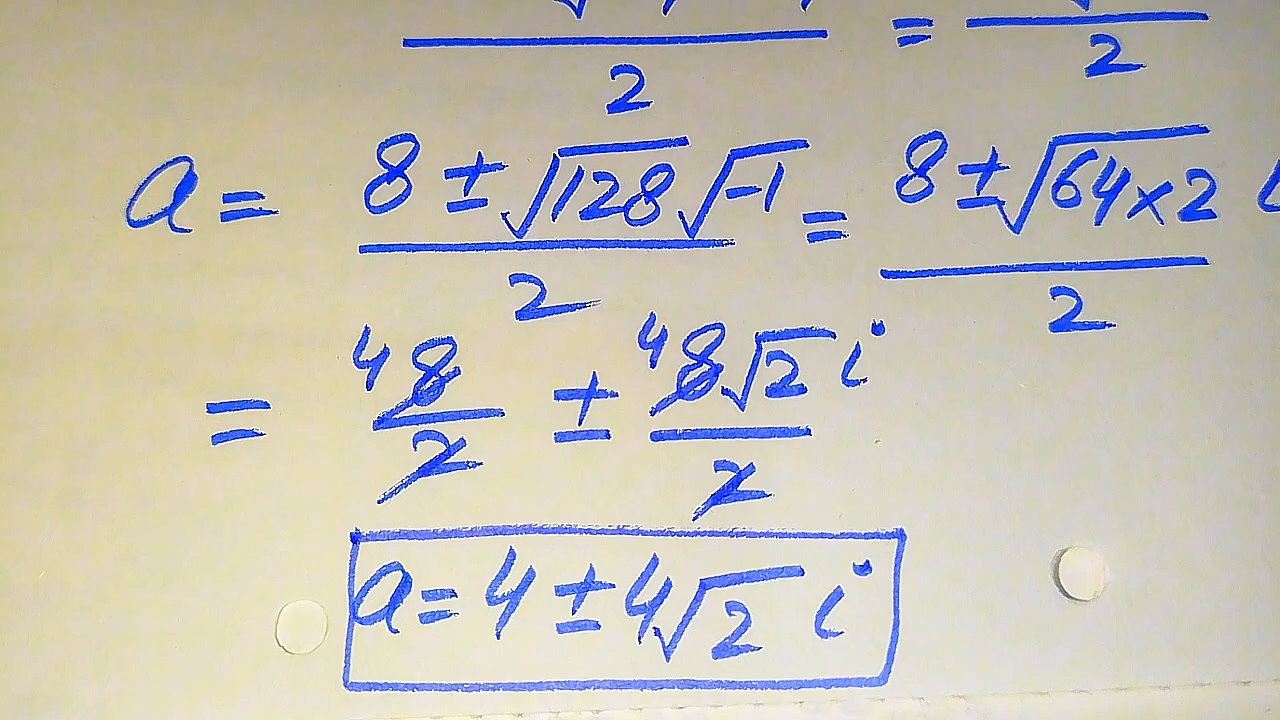 2 = 2
a = 8 ± √128 √-1 / 2 = 8 ± √64×2 / 2
= 4 8 / 2 ± 4 8√2 i / 2
a = 4 ± 4√2 i